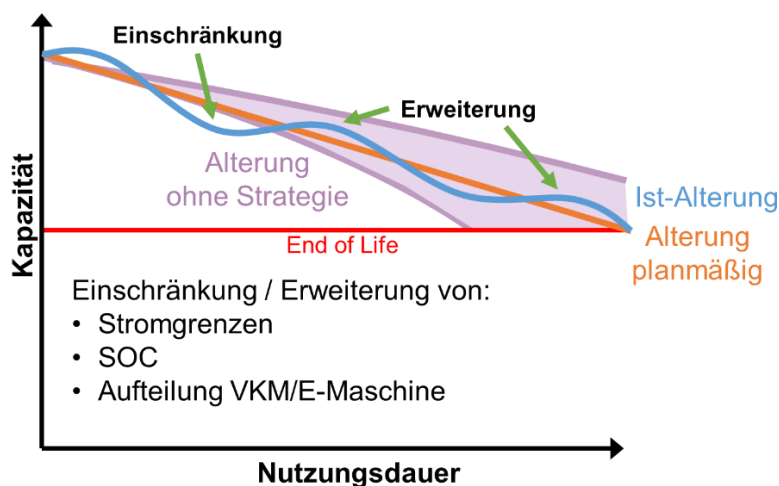 Einschränkung
Erweiterung
Alterung
ohne Strategie
Ist-Alterung
Alterung
planmäßig
End of Life
Kapazität
Einschränkung / Erweiterung von:
• Stromgrenzen
• SOC
• Aufteilung VKM/E-Maschine
Nutzungsdauer